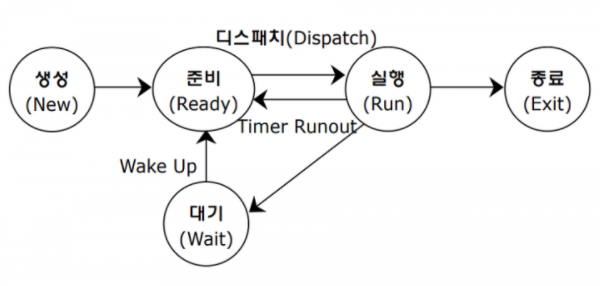 디스패치(Dispatch)
생성
(New)
준비
(Ready)
실행
(Run)
종료
(Exit)
Timer Runout
Wake Up
대기
(Wait)